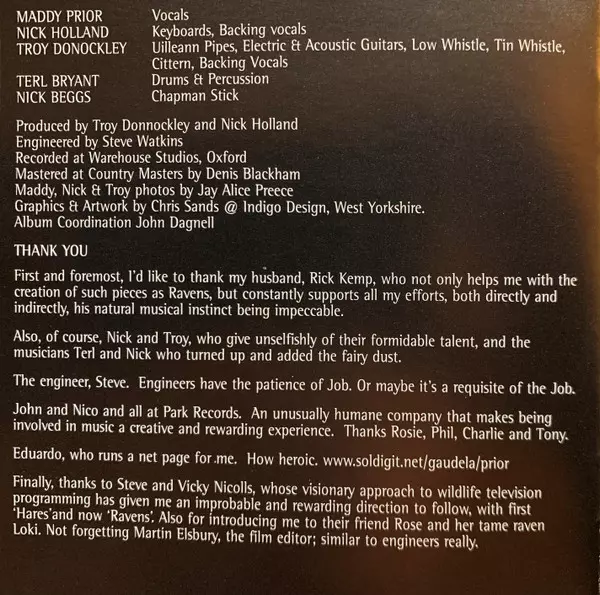 MADDY PRIOR Vocals
NICK HOLLAND Keyboards, Backing vocals
TROY DONOCKLEY Uilleann Pipes, Electric & Acoustic Guitars, Low Whistle, Tin Whistle,
Cittern, Backing Vocals
TERL BRYANT Drums & Percussion
NICK BEGGS Chapman Stick
Produced by Troy Donnockley and Nick Holland
Engineered by Steve Watkins
Recorded at Warehouse Studios, Oxford
Mastered at Country Masters by Denis Blackham
Maddy, Nick & Troy photos by Jay Alice Preece
Graphics & Artwork by Chris Sands @ Indigo Design, West Yorkshire.
Album Coordination John Dagnell
THANK YOU
First and foremost, I'd like to thank my husband, Rick Kemp, who not only helps me with the
creation of such pieces as Ravens, but constantly supports all my efforts, both directly and
indirectly, his natural musical instinct being impeccable.
Also, of course, Nick and Troy, who give unselfishly of their formidable talent, and the
musicians Terl and Nick who turned up and added the fairy dust.
The engineer, Steve. Engineers have the patience of Job. Or maybe it's a requisite of the Job.
John and Nico and all at Park Records. An unusually humane company that makes being
involved in music a creative and rewarding experience. Thanks Rosie, Phil, Charlie and Tony.
Eduardo, who runs a net page for me. How heroic. www.soldigit.net/gaudela/prior
Finally, thanks to Steve and Vicky Nicolls, whose visionary approach to wildlife television
programming has given me an improbable and rewarding direction to follow, with first
'Hares'and now 'Ravens'. Also for introducing me to their friend Rose and her tame raven
Loki. Not forgetting Martin Elsbury, the film editor; similar to engineers really.